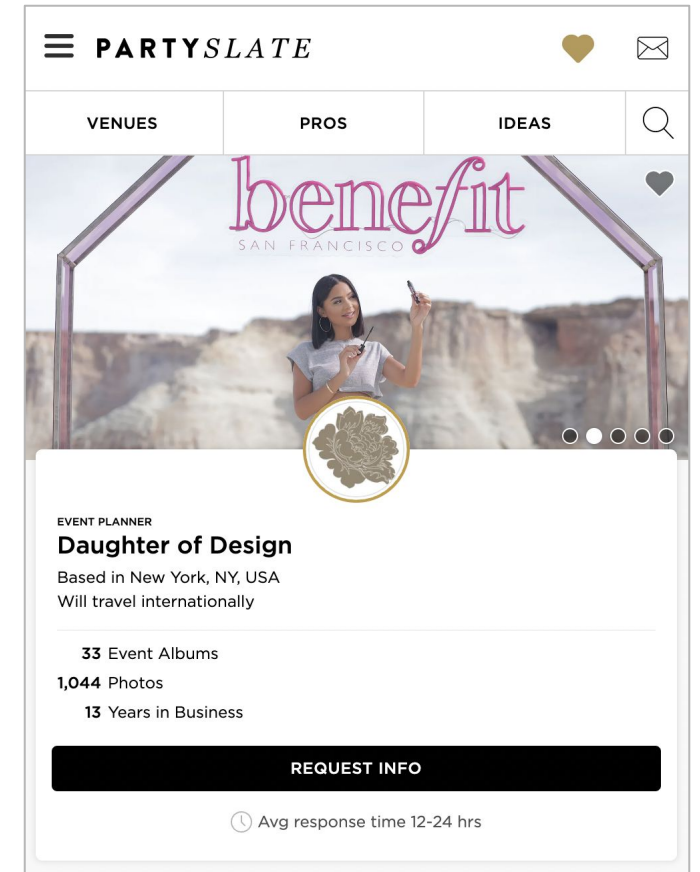 PARTYSLATE
VENUES PROS IDEAS
benefit
SAN FRANCISCO
EVENT PLANNER
Daughter of Design
Based in New York, NY, USA
Will travel internationally
33 Event Albums
1,044 Photos
13 Years in Business
REQUEST INFO
Avg response time 12-24 hrs